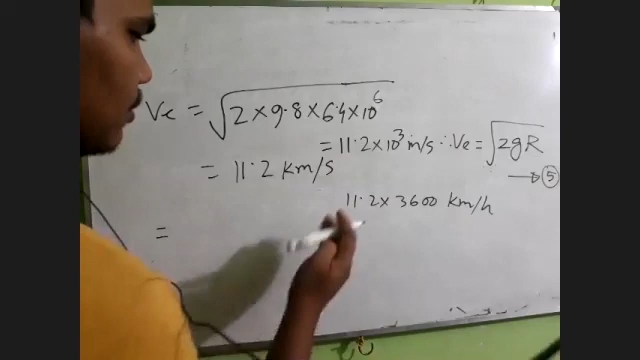 Ve = √2×9.8×6.4×10⁶
= 11.2×10³ m/s ∴ Ve = √2gR
= 11.2 km/s
→ ⑤
11.2×3600 km/h
=